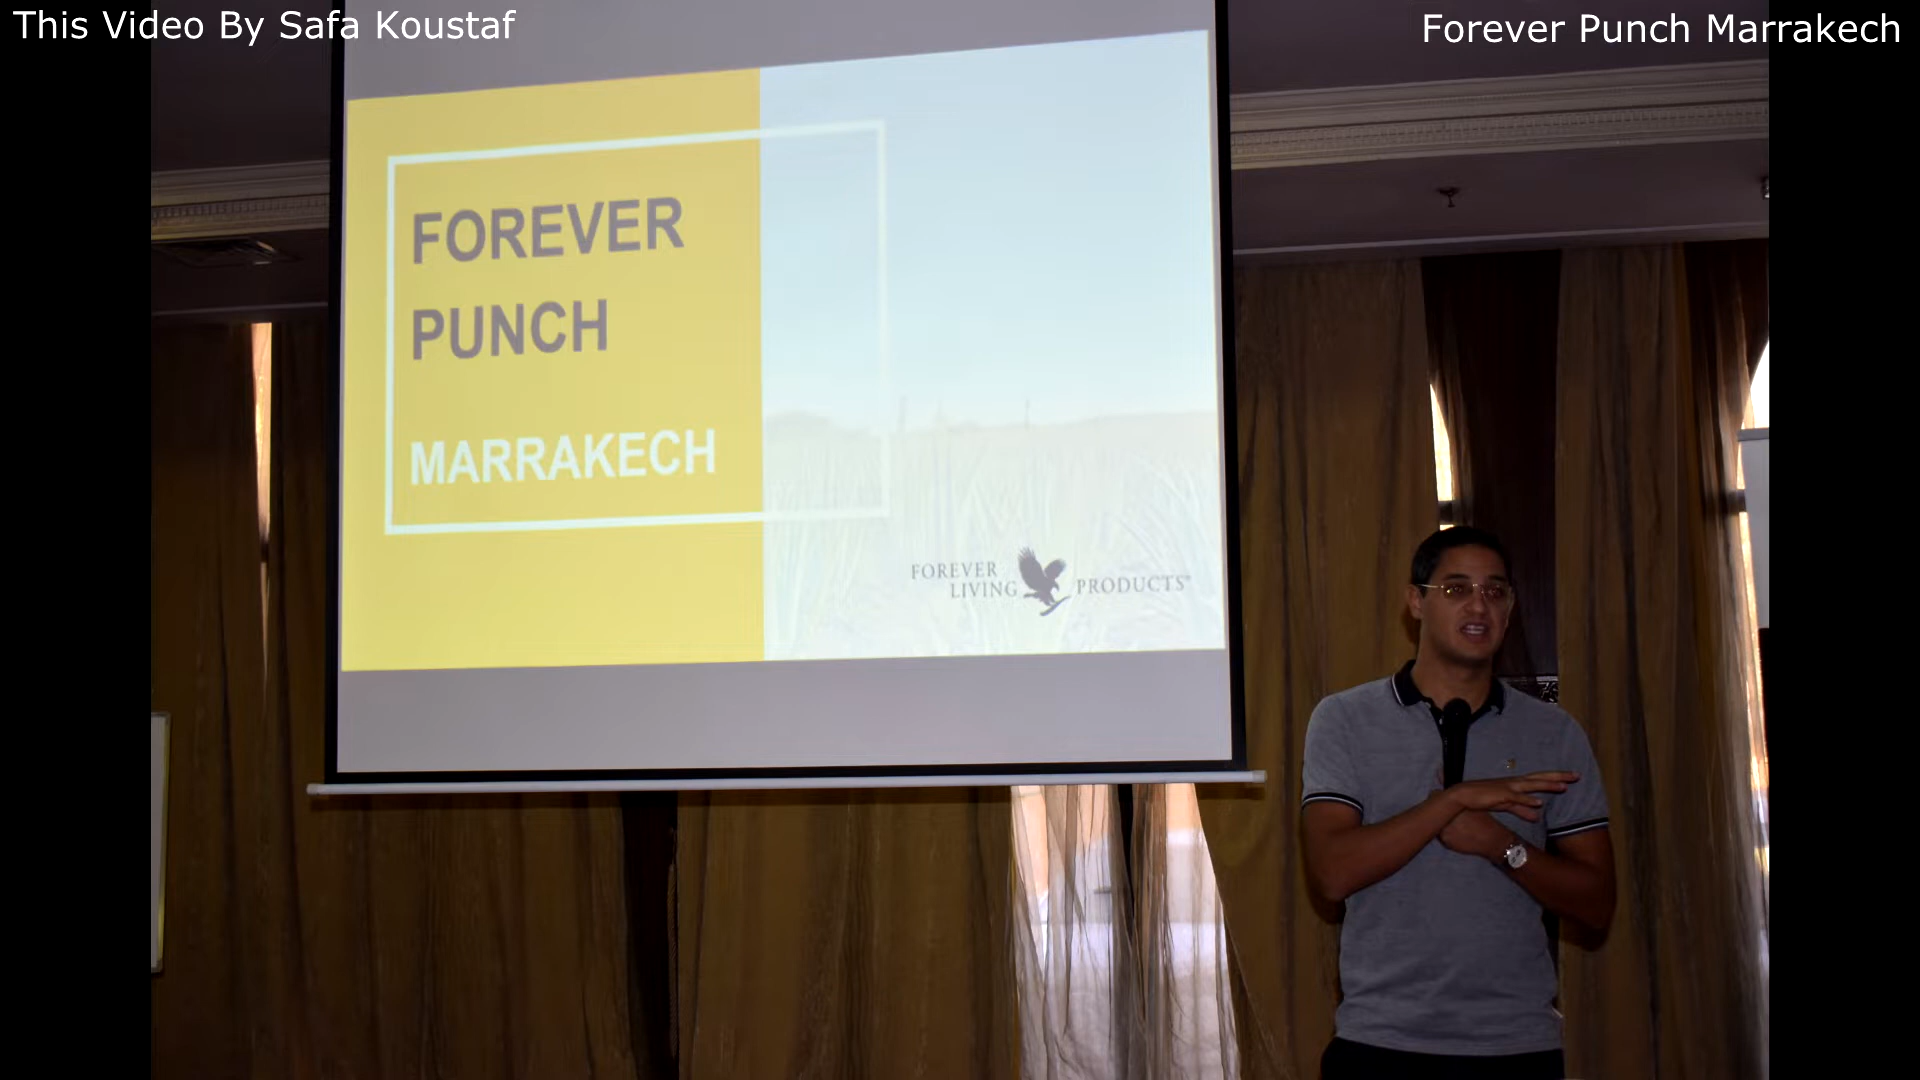 This Video By Safa Koustaf
Forever Punch Marrakech
FOREVER
PUNCH
MARRAKECH
FOREVER
LIVING PRODUCTS